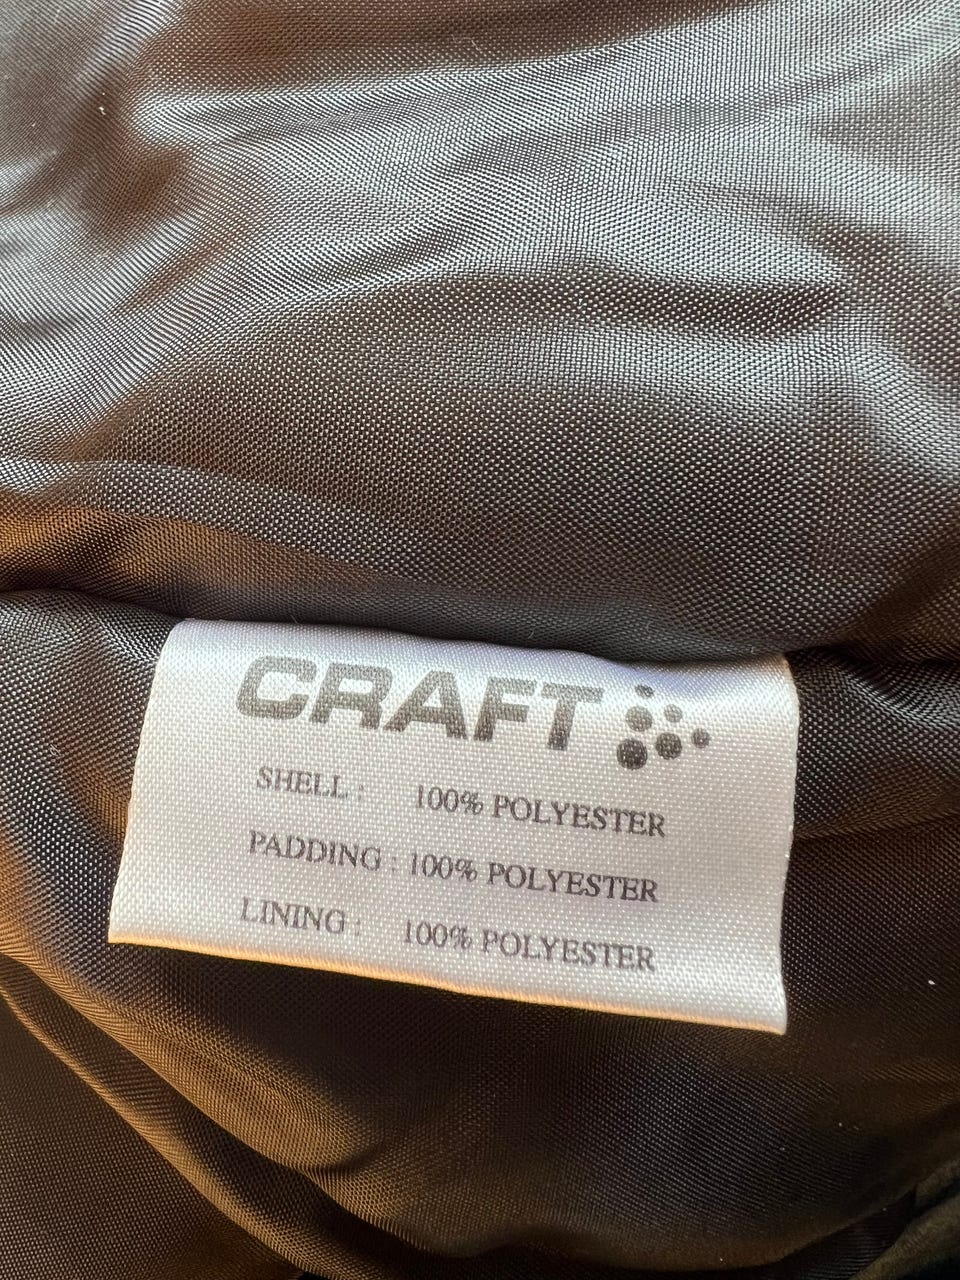 CRAFT
SHELL : 100% POLYESTER
PADDING : 100% POLYESTER
LINING : 100% POLYESTER